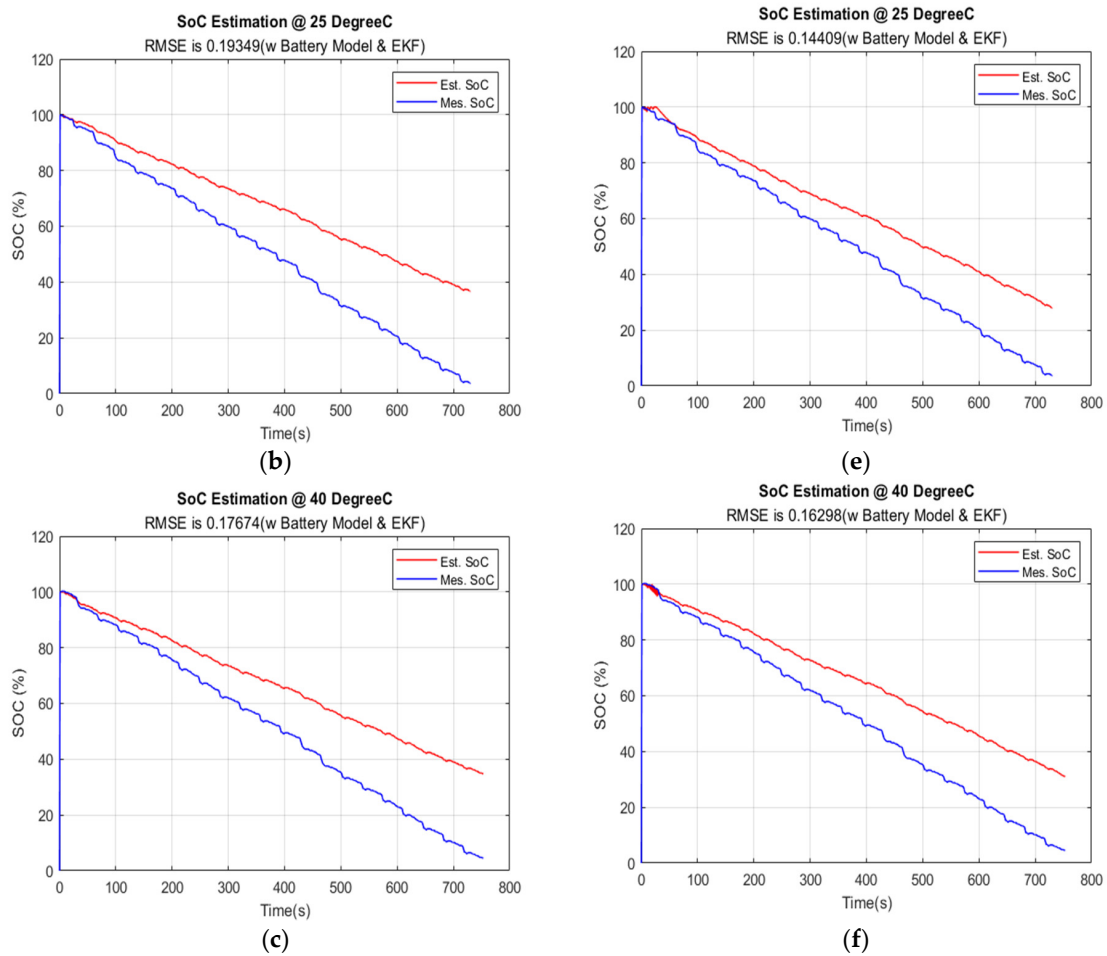 SoC Estimation @ 25 DegreeC
RMSE is 0.19349(w Battery Model & EKF)
120
100
80
60
40
20
0
SOC (%)
Est. SoC
Mes. SoC
0 100 200 300 400 500 600 700 800
Time(s)
(b)
SoC Estimation @ 25 DegreeC
RMSE is 0.14409(w Battery Model & EKF)
120
100
80
60
40
20
0
SOC (%)
Est. SoC
Mes. SoC
0 100 200 300 400 500 600 700 800
Time(s)
(e)
SoC Estimation @ 40 DegreeC
RMSE is 0.17674(w Battery Model & EKF)
120
100
80
60
40
20
0
SOC (%)
Est. SoC
Mes. SoC
0 100 200 300 400 500 600 700 800
Time(s)
(c)
SoC Estimation @ 40 DegreeC
RMSE is 0.16298(w Battery Model & EKF)
120
100
80
60
40
20
0
SOC (%)
Est. SoC
Mes. SoC
0 100 200 300 400 500 600 700 800
Time(s)
(f)